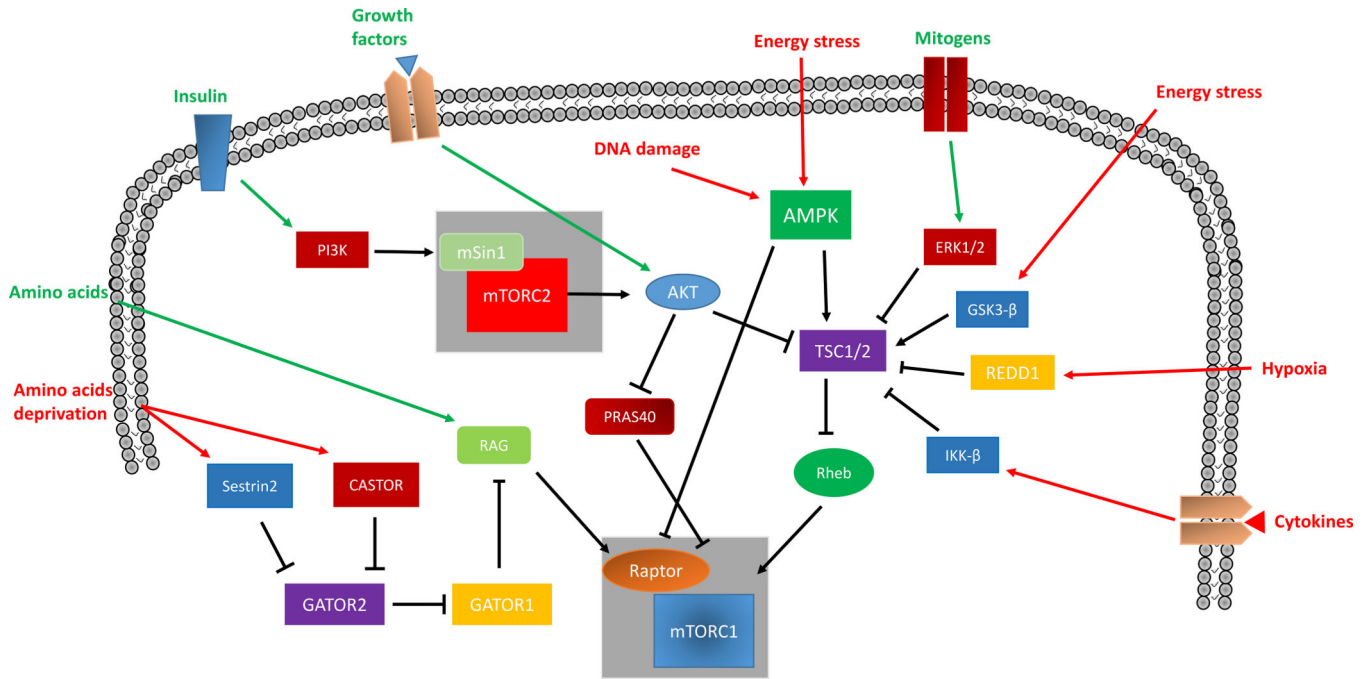 Growth
factors
Energy stress
Mitogens
Insulin
Energy stress
DNA damage
AMPK
PI3K
mSin1
ERK1/2
Amino acids
mTORC2
AKT
GSK3-β
TSC1/2
REDD1
Hypoxia
Amino acids
deprivation
PRAS40
RAG
IKK-β
Rheb
Sestrin2
CASTOR
Cytokines
Raptor
GATOR2
GATOR1
mTORC1